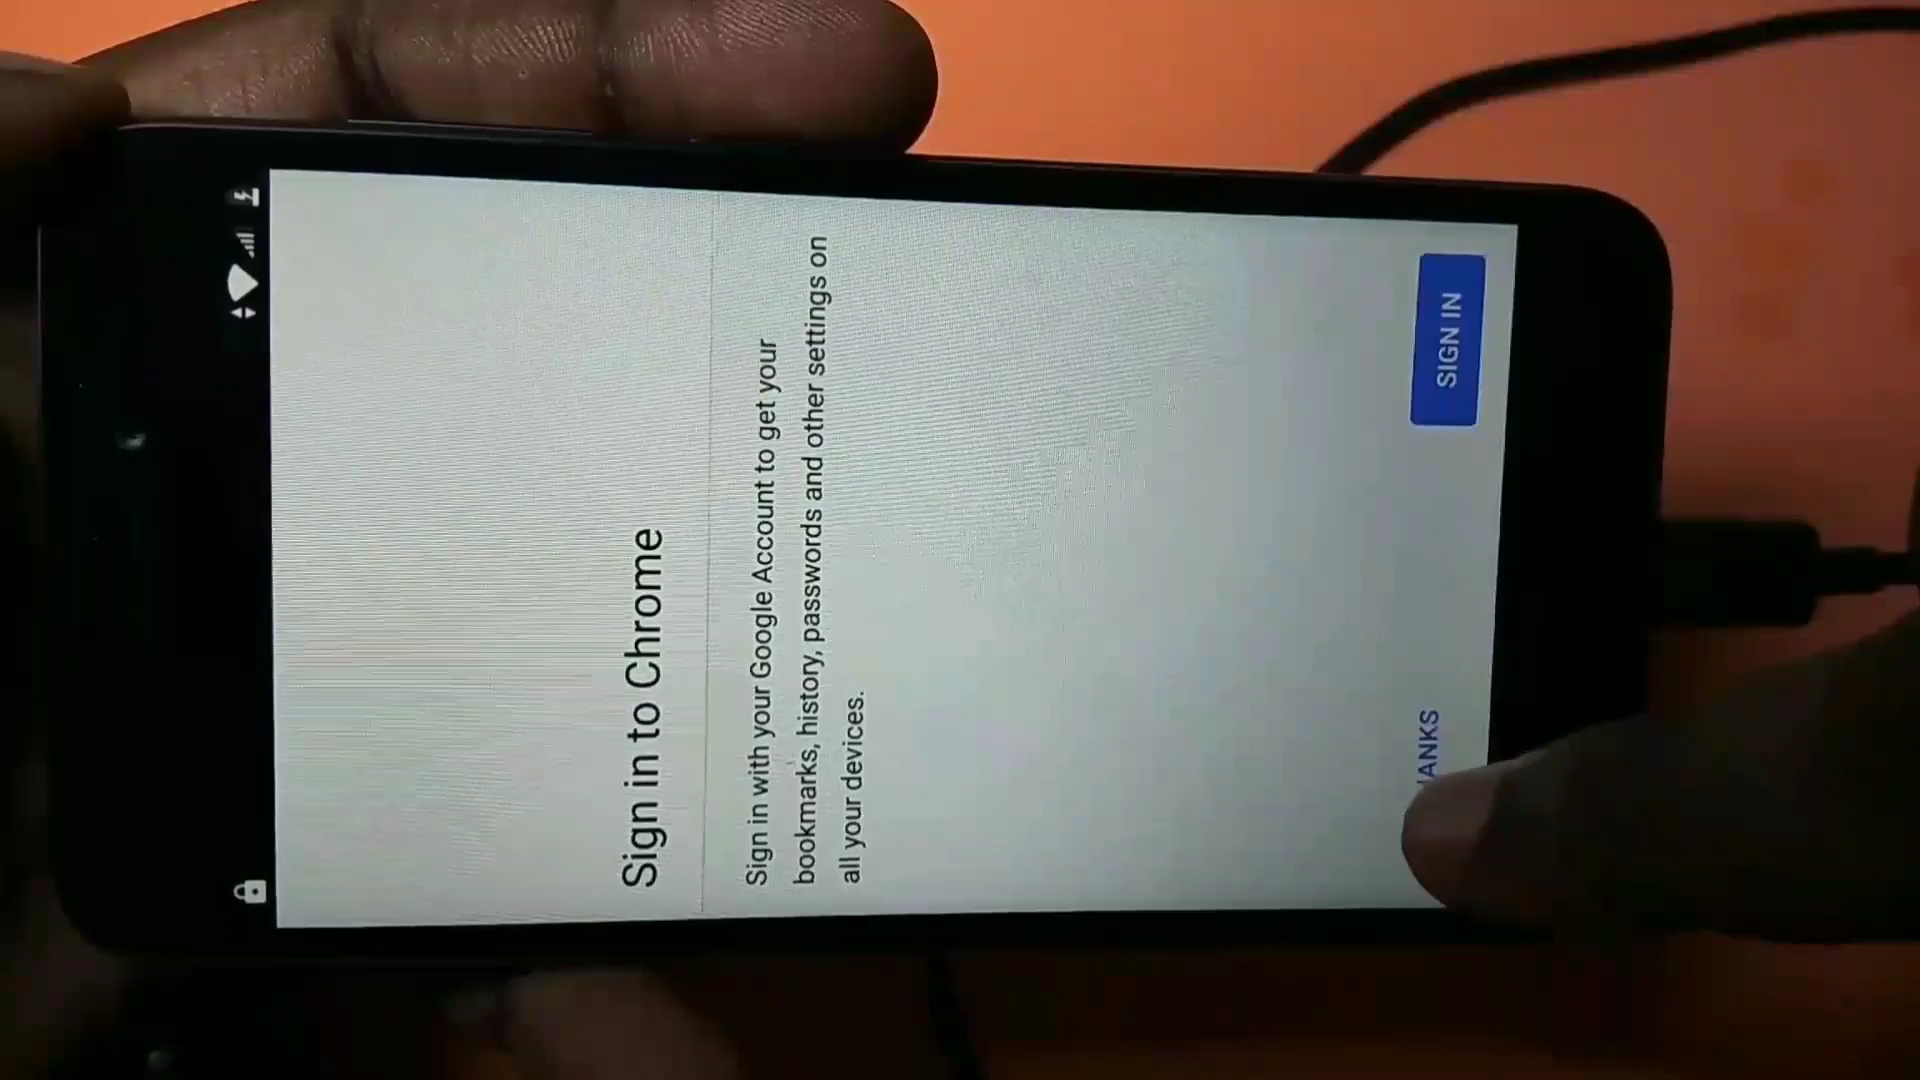 Sign in to Chrome
Sign in with your Google Account to get your
bookmarks, history, passwords and other settings on
all your devices.
SIGN IN